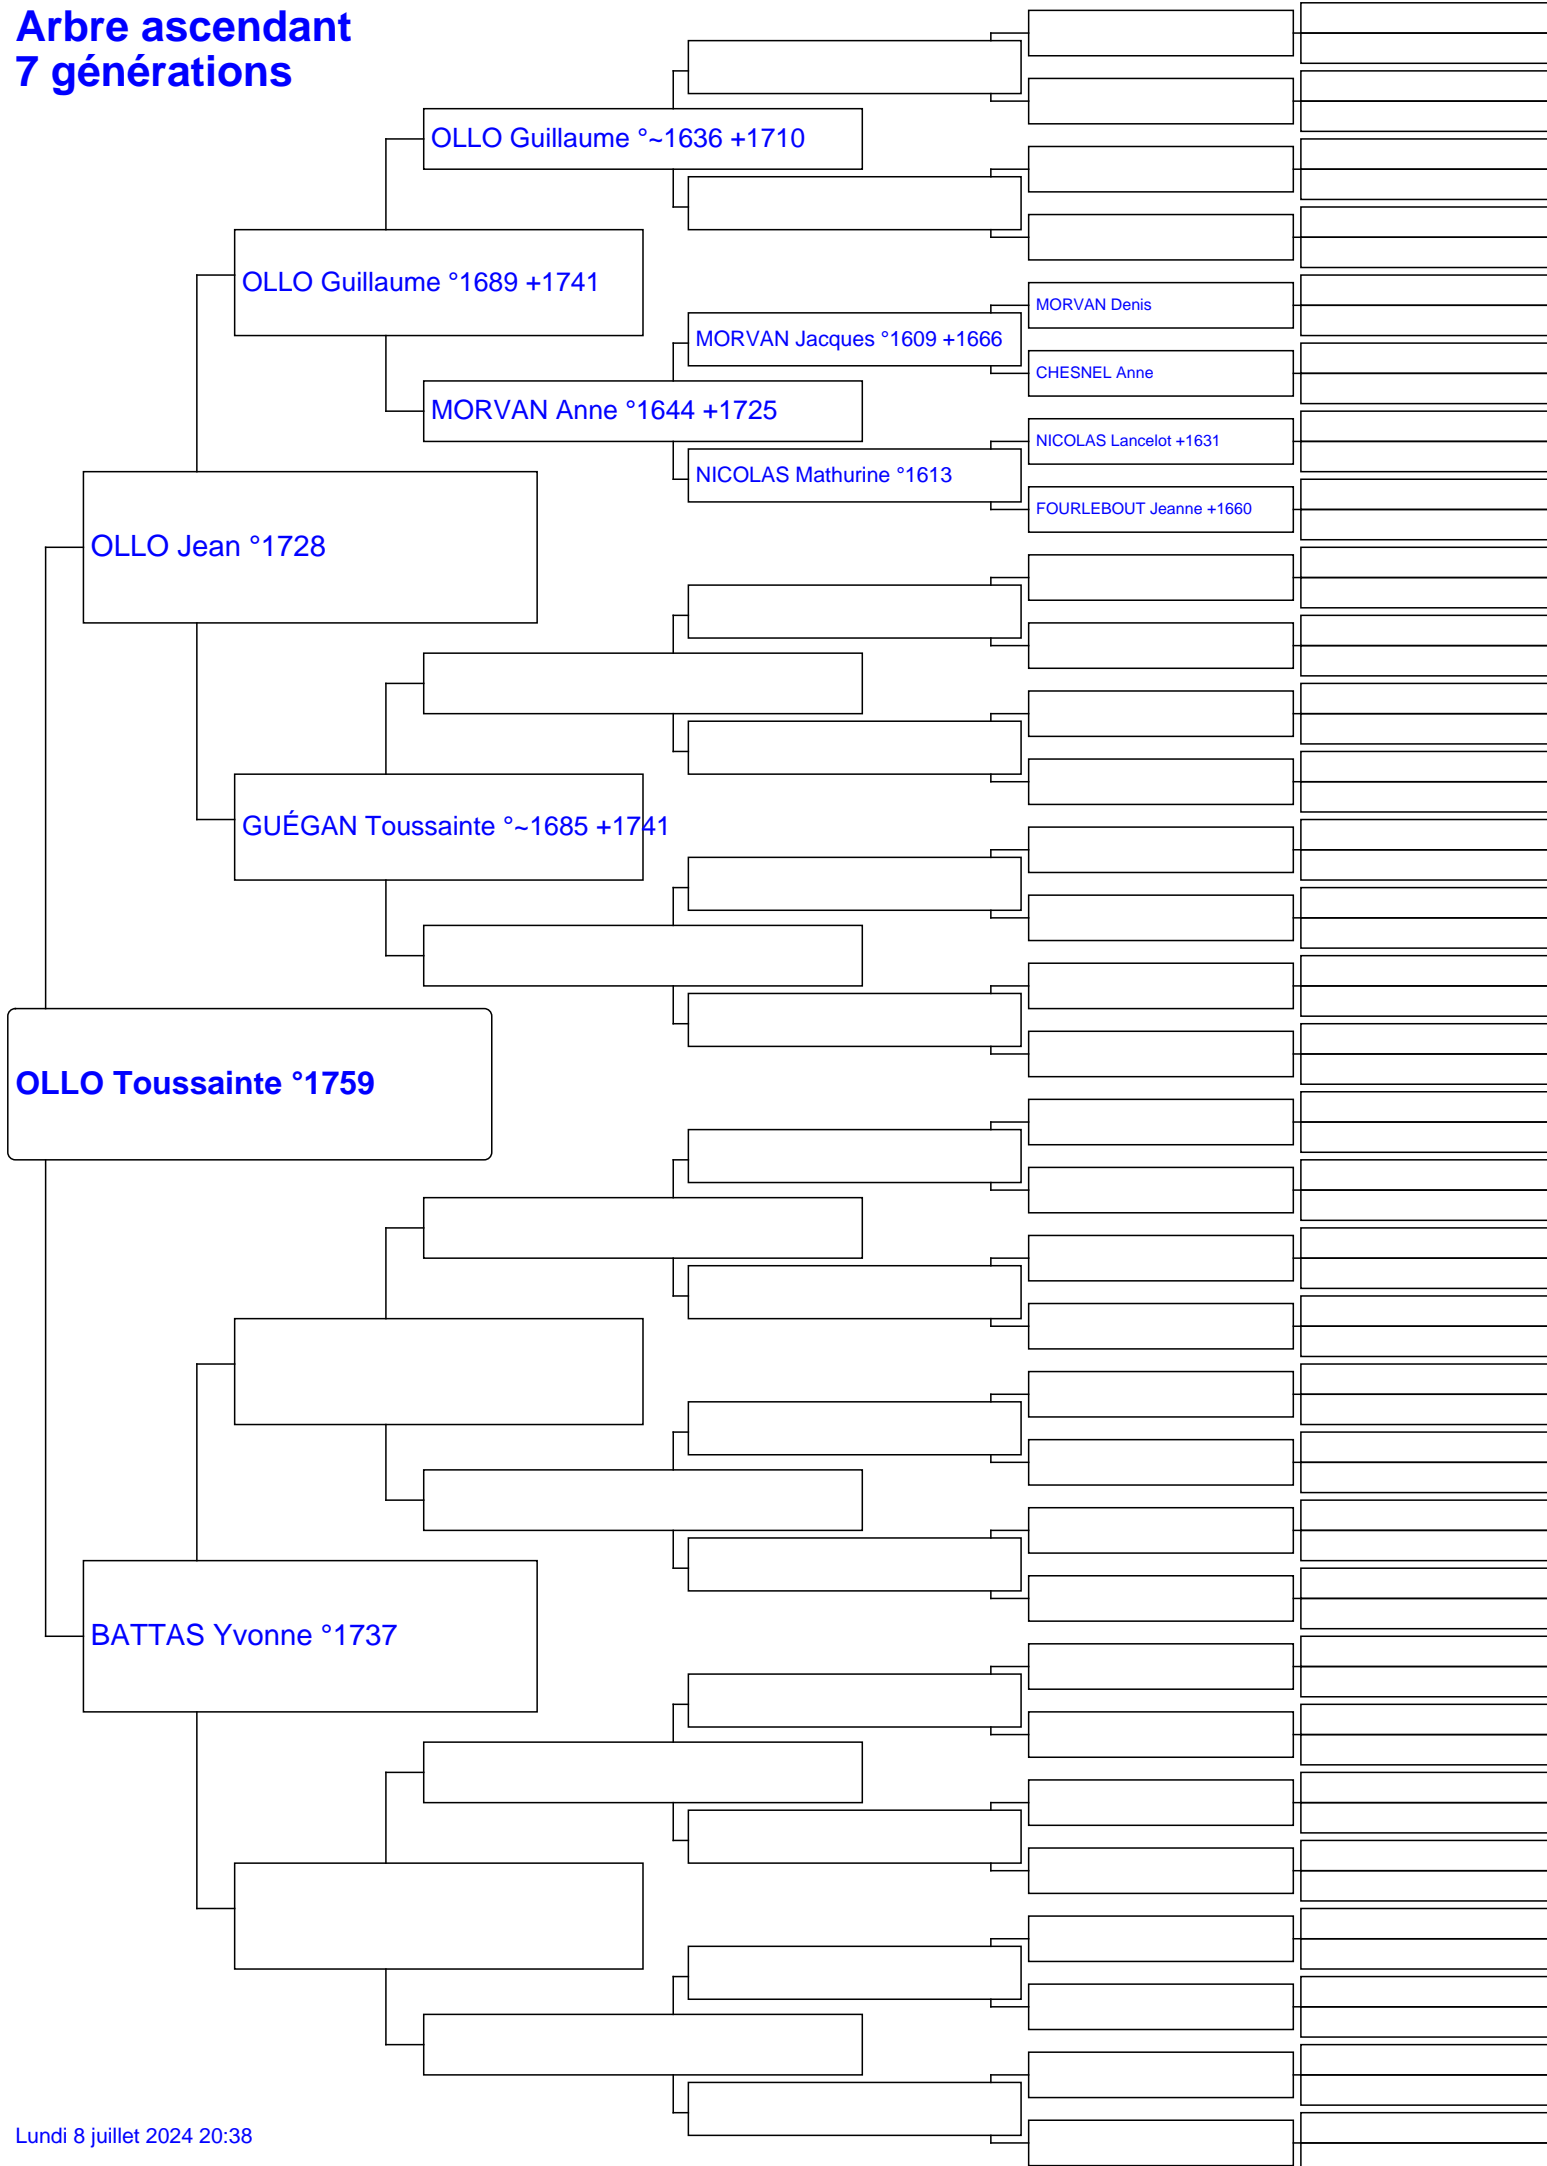 Arbre ascendant
7 générations
OLLO Guillaume °~1636 +1710
OLLO Guillaume °1689 +1741
MORVAN Denis
MORVAN Jacques °1609 +1666
CHESNEL Anne
MORVAN Anne °1644 +1725
NICOLAS Lancelot +1631
NICOLAS Mathurine °1613
FOURLEBOUT Jeanne +1660
OLLO Jean °1728
GUÉGAN Toussainte °~1685 +1741
OLLO Toussainte °1759
BATTAS Yvonne °1737
Lundi 8 juillet 2024 20:38